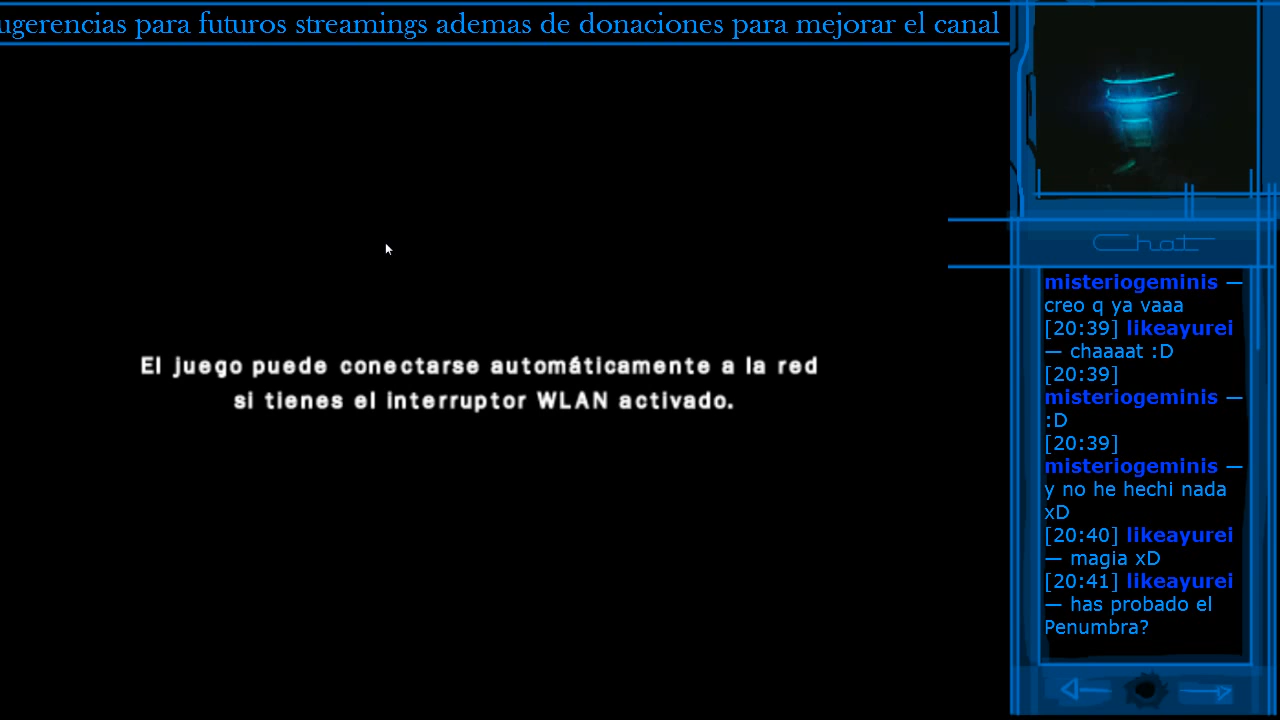 ugerencias para futuros streamings ademas de donaciones para mejorar el canal
El juego puede conectarse automáticamente a la red
si tienes el interruptor WLAN activado.
Chat
misteriogeminis —
creo q ya vaaa
[20:39] likeayurei
— chaaaat :D
[20:39]
misteriogeminis —
:D
[20:39]
misteriogeminis —
y no he hechi nada
xD
[20:40] likeayurei
— magia xD
[20:41] likeayurei
— has probado el
Penumbra?